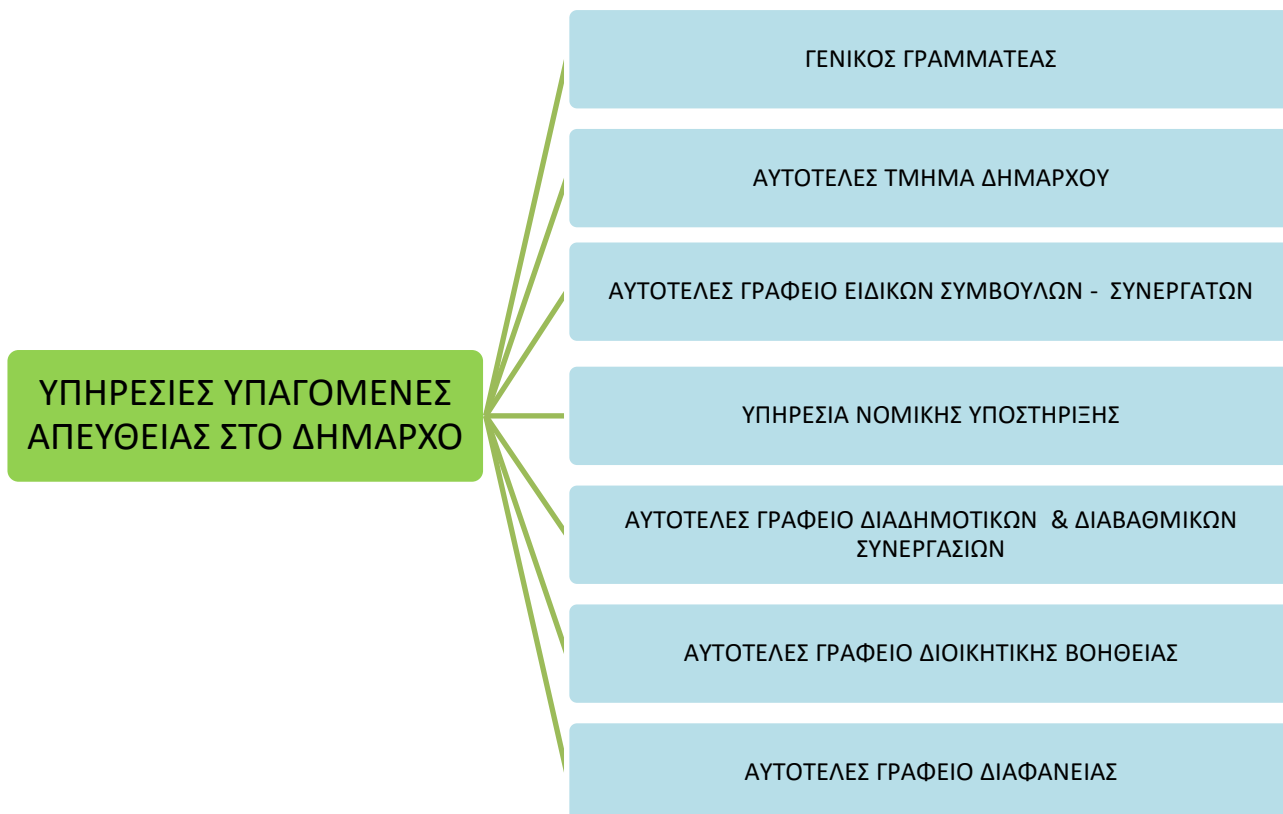 ΓΕΝΙΚΟΣ ΓΡΑΜΜΑΤΕΑΣ
ΑΥΤΟΤΕΛΕΣ ΤΜΗΜΑ ΔΗΜΑΡΧΟΥ
ΑΥΤΟΤΕΛΕΣ ΓΡΑΦΕΙΟ ΕΙΔΙΚΩΝ ΣΥΜΒΟΥΛΩΝ - ΣΥΝΕΡΓΑΤΩΝ
ΥΠΗΡΕΣΙΕΣ ΥΠΑΓΟΜΕΝΕΣ
ΑΠΕΥΘΕΙΑΣ ΣΤΟ ΔΗΜΑΡΧΟ
ΥΠΗΡΕΣΙΑ ΝΟΜΙΚΗΣ ΥΠΟΣΤΗΡΙΞΗΣ
ΑΥΤΟΤΕΛΕΣ ΓΡΑΦΕΙΟ ΔΙΑΔΗΜΟΤΙΚΩΝ & ΔΙΑΒΑΘΜΙΚΩΝ
ΣΥΝΕΡΓΑΣΙΩΝ
ΑΥΤΟΤΕΛΕΣ ΓΡΑΦΕΙΟ ΔΙΟΙΚΗΤΙΚΗΣ ΒΟΗΘΕΙΑΣ
ΑΥΤΟΤΕΛΕΣ ΓΡΑΦΕΙΟ ΔΙΑΦΑΝΕΙΑΣ